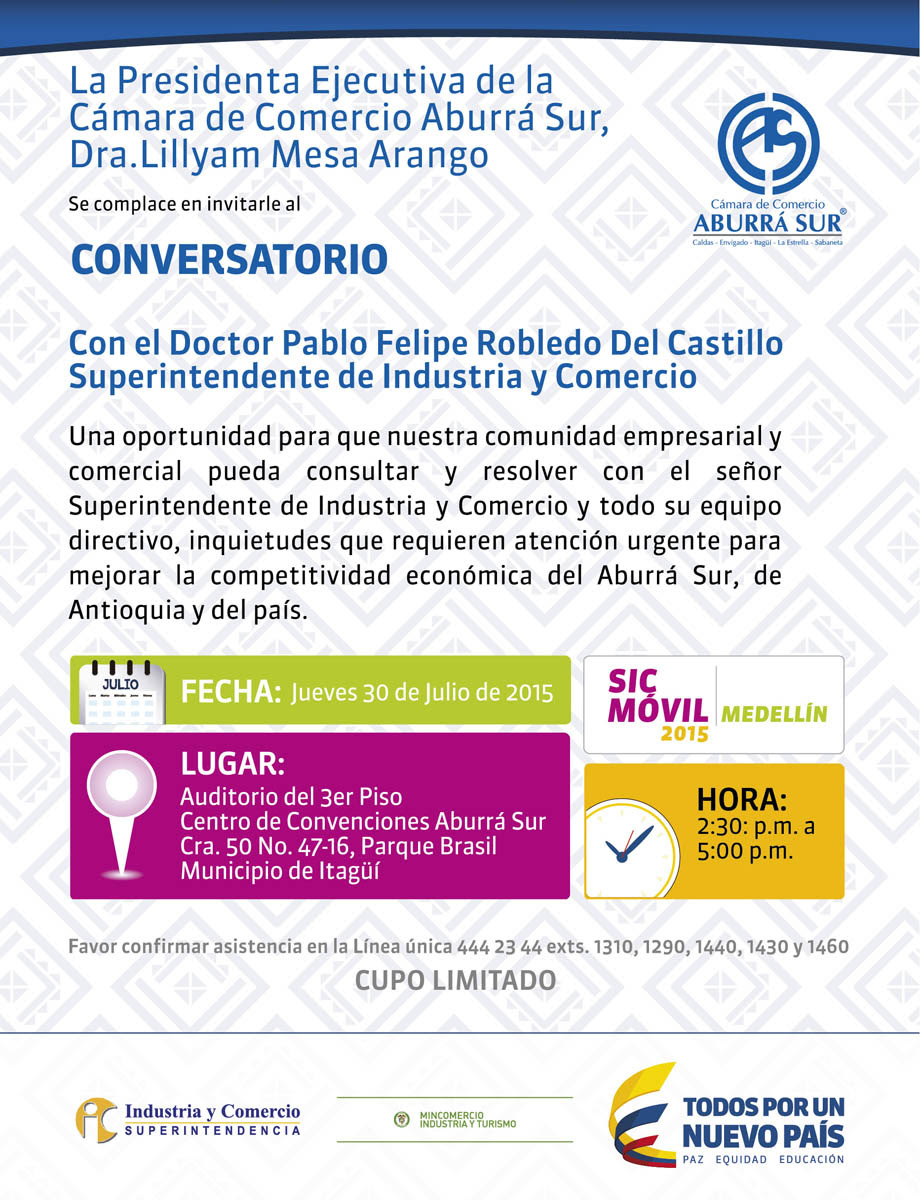 La Presidenta Ejecutiva de la
Cámara de Comercio Aburrá Sur,
Dra.Lillyam Mesa Arango
Se complace en invitarle al
AS
Cámara de Comercio
ABURRÁ SUR®
Caldas - Envigado - Itagüí - La Estrella - Sabaneta
CONVERSATORIO
Con el Doctor Pablo Felipe Robledo Del Castillo
Superintendente de Industria y Comercio
Una oportunidad para que nuestra comunidad empresarial y
comercial pueda consultar y resolver con el señor
Superintendente de Industria y Comercio y todo su equipo
directivo, inquietudes que requieren atención urgente para
mejorar la competitividad económica del Aburrá Sur, de
Antioquia y del país.
JULIO
FECHA: Jueves 30 de Julio de 2015
SIC
MÓVIL
2015
MEDELLÍN
LUGAR:
Auditorio del 3er Piso
Centro de Convenciones Aburrá Sur
Cra. 50 No. 47-16, Parque Brasil
Municipio de Itagüí
HORA:
2:30: p.m. a
5:00 p.m.
Favor confirmar asistencia en la Línea única 444 23 44 exts. 1310, 1290, 1440, 1430 y 1460
CUPO LIMITADO
Industria y Comercio
SUPERINTENDENCIA
MINCOMERCIO
INDUSTRIA Y TURISMO
TODOS POR UN
NUEVO PAÍS
PAZ EQUIDAD EDUCACIÓN